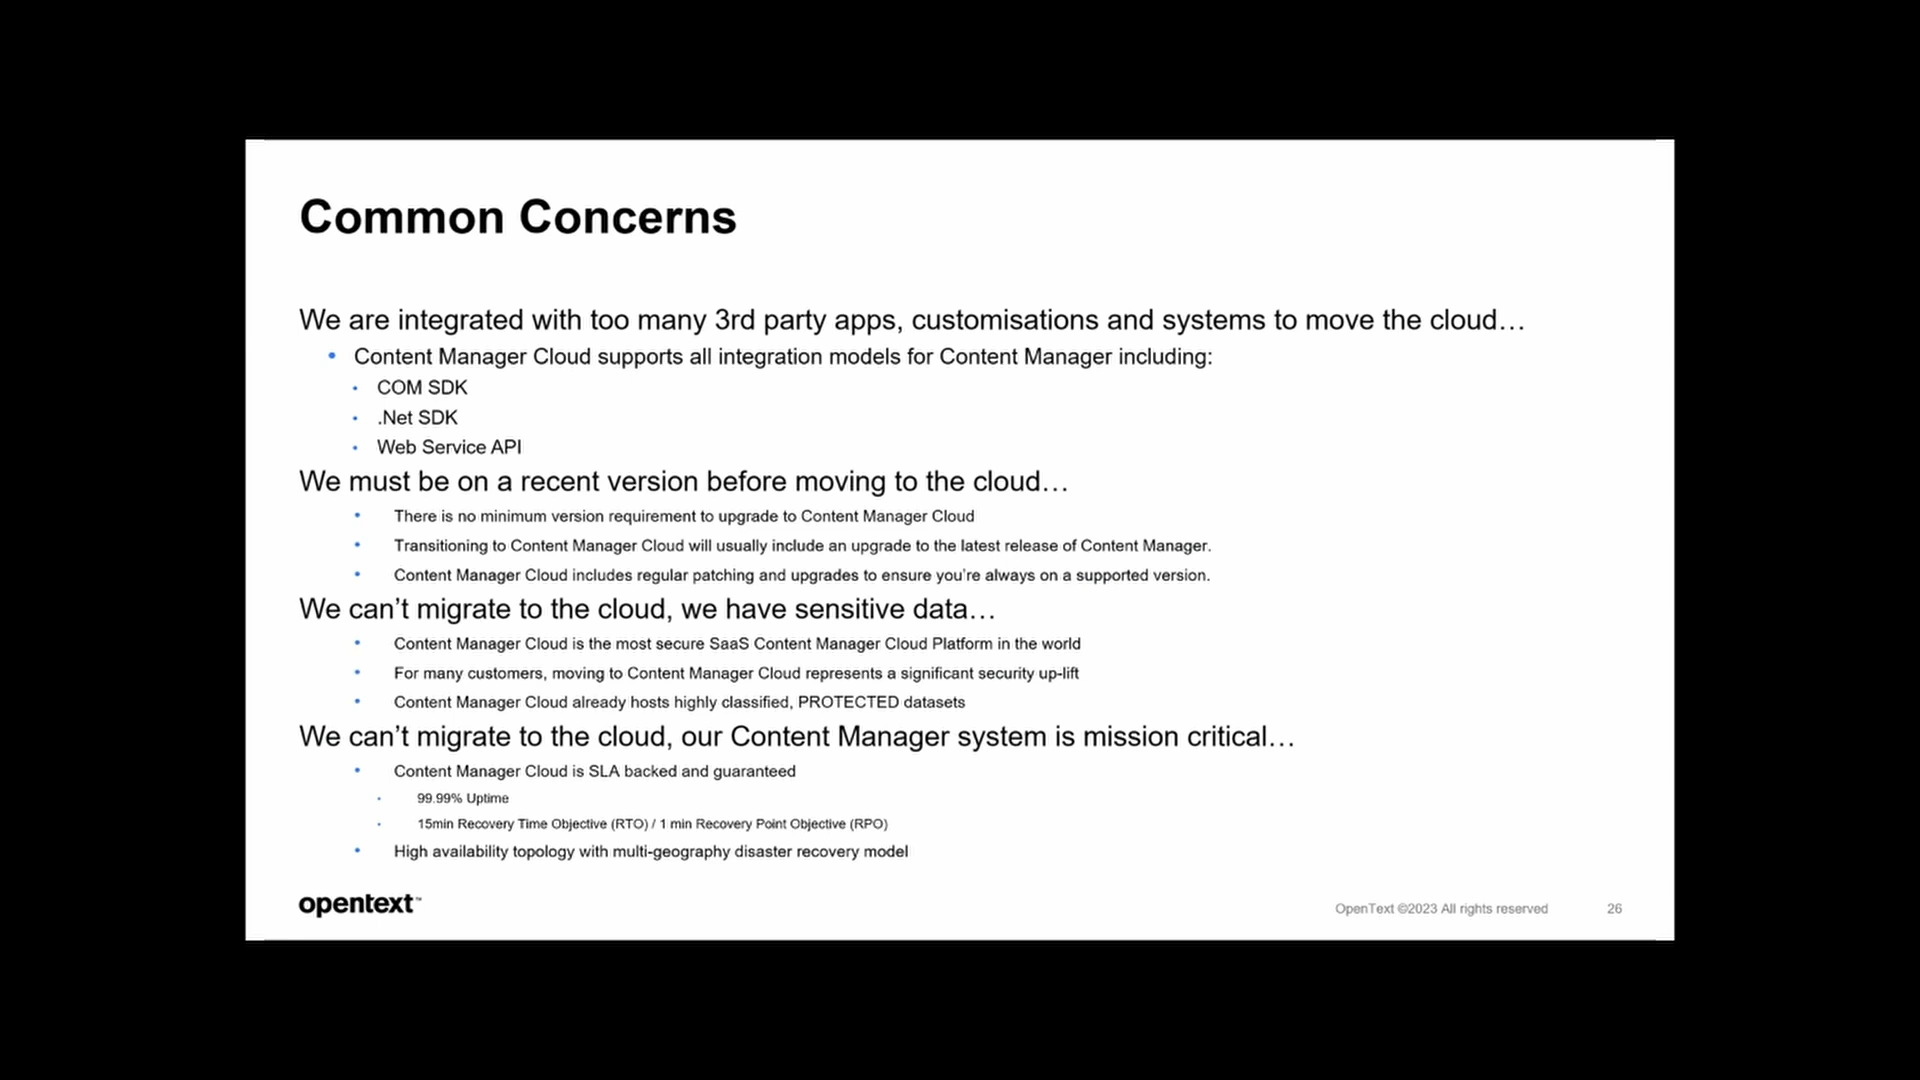 Common Concerns
We are integrated with too many 3rd party apps, customisations and systems to move the cloud…
• Content Manager Cloud supports all integration models for Content Manager including:
• COM SDK
• .Net SDK
• Web Service API
We must be on a recent version before moving to the cloud…
• There is no minimum version requirement to upgrade to Content Manager Cloud
• Transitioning to Content Manager Cloud will usually include an upgrade to the latest release of Content Manager.
• Content Manager Cloud includes regular patching and upgrades to ensure you’re always on a supported version.
We can’t migrate to the cloud, we have sensitive data…
• Content Manager Cloud is the most secure SaaS Content Manager Cloud Platform in the world
• For many customers, moving to Content Manager Cloud represents a significant security up-lift
• Content Manager Cloud already hosts highly classified, PROTECTED datasets
We can’t migrate to the cloud, our Content Manager system is mission critical…
• Content Manager Cloud is SLA backed and guaranteed
• 99.99% Uptime
• 15min Recovery Time Objective (RTO) / 1 min Recovery Point Objective (RPO)
• High availability topology with multi-geography disaster recovery model
opentext™
OpenText ©2023 All rights reserved 26